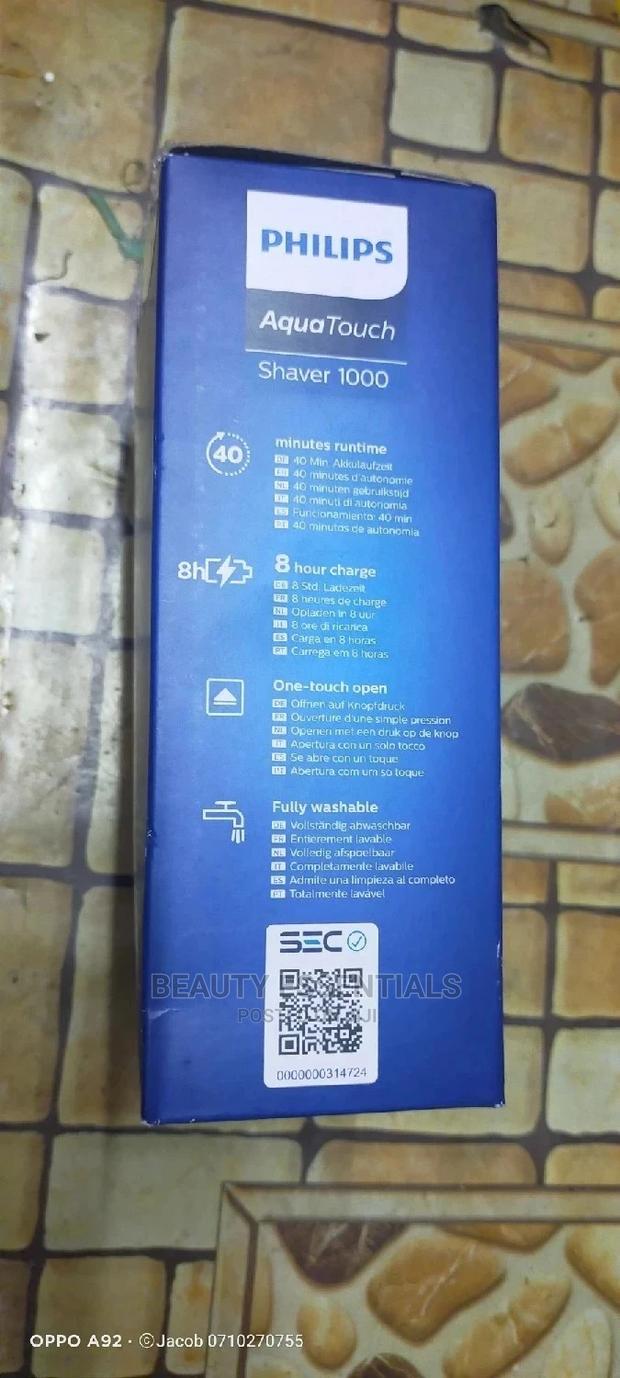 PHILIPS
AquaTouch
Shaver 1000
40
minutes runtime
DE 40 Min. Akkulaufzeit
FR 40 minutes d'autonomie
NL 40 minuten gebruikstijd
IT 40 minuti di autonomia
ES Funcionamiento: 40 min
PT 40 minutos de autonomia
8h
8 hour charge
DE 8 Std. Ladezeit
FR 8 heures de charge
NL Opladen in 8 uur
IT 8 ore di ricarica
ES Carga en 8 horas
PT Carrega em 8 horas
One-touch open
DE Öffnen auf Knopfdruck
FR Ouverture d'une simple pression
NL Openen met een druk op de knop
IT Apertura con un solo tocco
ES Se abre con un toque
PT Abertura com um só toque
Fully washable
DE Vollständig abwaschbar
FR Entièrement lavable
NL Volledig afspoelbaar
IT Completamente lavabile
ES Admite una limpieza al completo
PT Totalmente lavável
SEC
BEAUTY ESSENTIALS
0000000314724
OPPO A92 · ©Jacob 0710270755